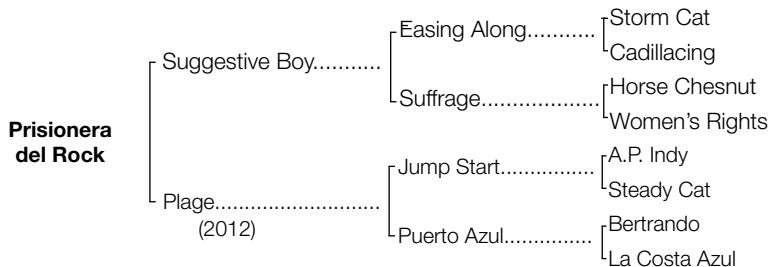 Storm Cat
Easing Along...........
Cadillacing
Suggestive Boy...........
Horse Chesnut
Suffrage....................
Women's Rights
Prisionera
del Rock
A.P. Indy
Jump Start................
Steady Cat
Plage...........................
(2012)
Bertrando
Puerto Azul...............
La Costa Azul